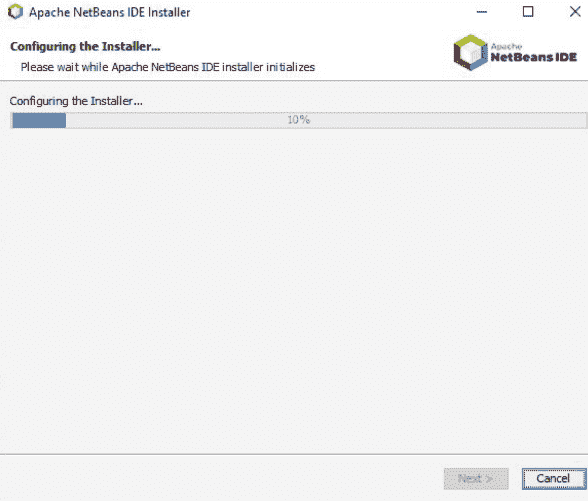 Apache NetBeans IDE Installer
Configuring the Installer...
Please wait while Apache NetBeans IDE installer initializes
Apache
NetBeans IDE
Configuring the Installer...
10%
Next >
Cancel